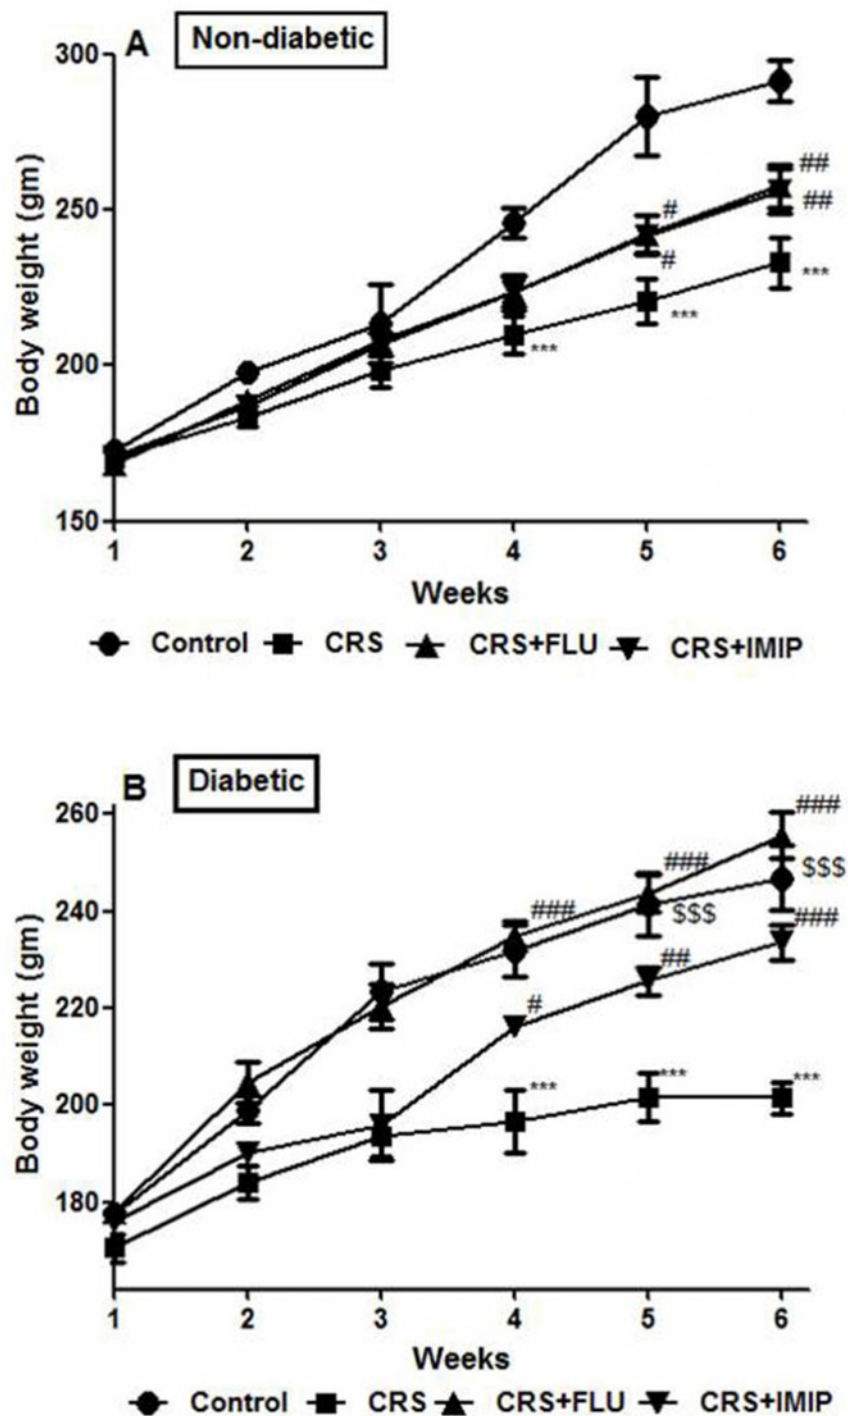 A Non-diabetic
300
250
200
150
Body weight (gm)
##
##
#
#
***
***
***
1 2 3 4 5 6
Weeks
Control CRS CRS+FLU CRS+IMIP
B Diabetic
260
240
220
200
180
Body weight (gm)
###
###
$$$
###
$$$
###
##
#
***
***
***
1 2 3 4 5 6
Weeks
Control CRS CRS+FLU CRS+IMIP